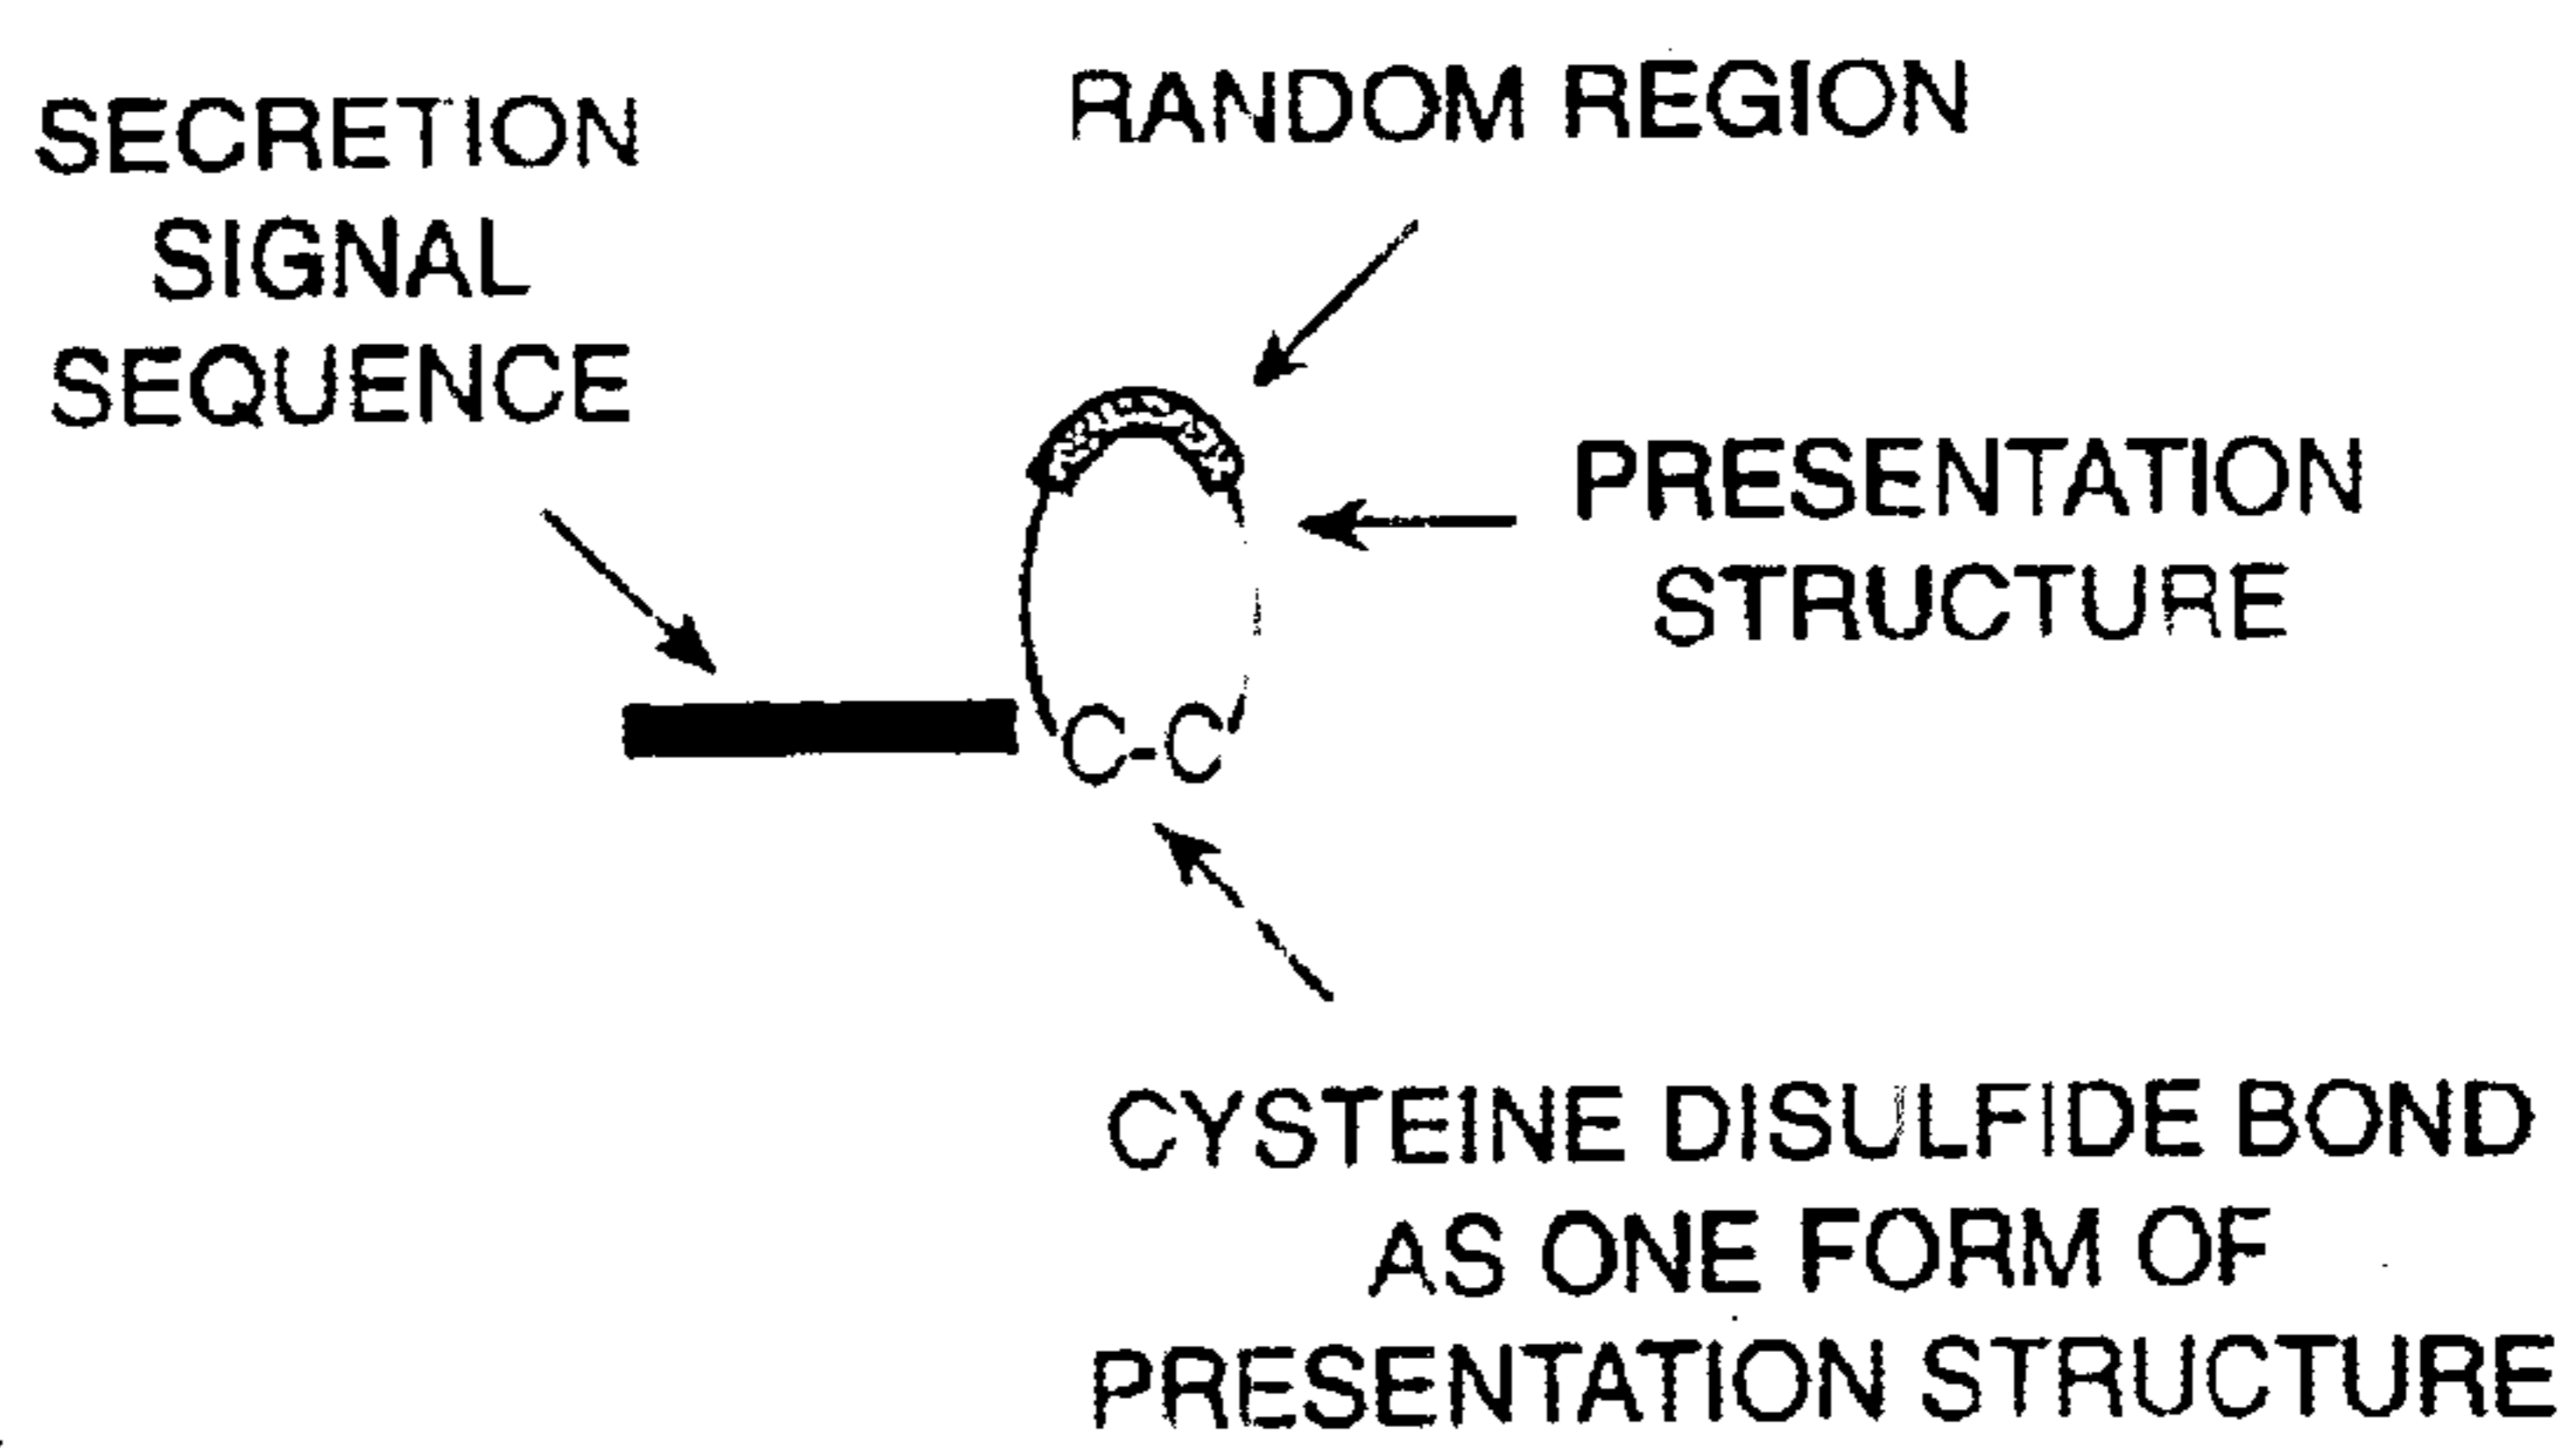 SECRETION
SIGNAL
SEQUENCE
RANDOM REGION
PRESENTATION
STRUCTURE
C-C
CYSTEINE DISULFIDE BOND
AS ONE FORM OF
PRESENTATION STRUCTURE